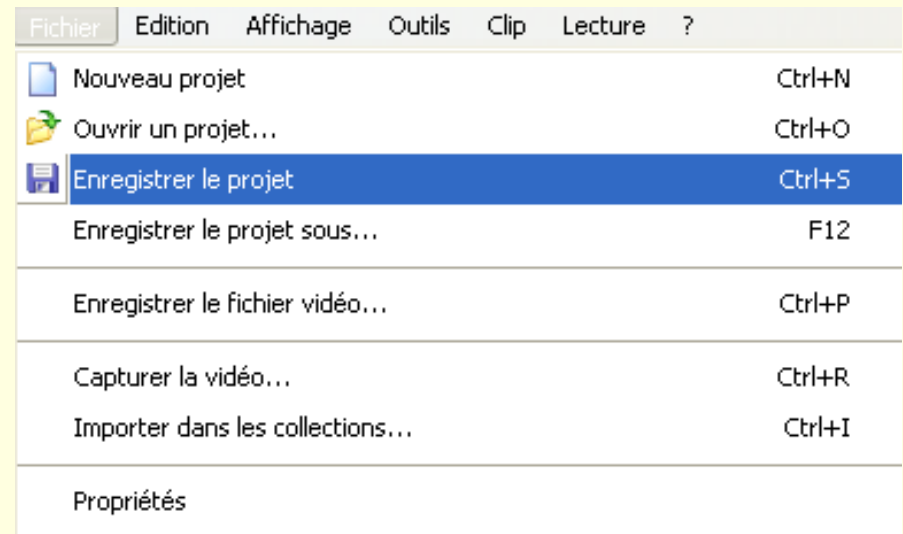 Fichier Edition Affichage Outils Clip Lecture ?
Nouveau projet Ctrl+N
Ouvrir un projet... Ctrl+O
Enregistrer le projet Ctrl+S
Enregistrer le projet sous... F12
Enregistrer le fichier vidéo... Ctrl+P
Capturer la vidéo... Ctrl+R
Importer dans les collections... Ctrl+I
Propriétés